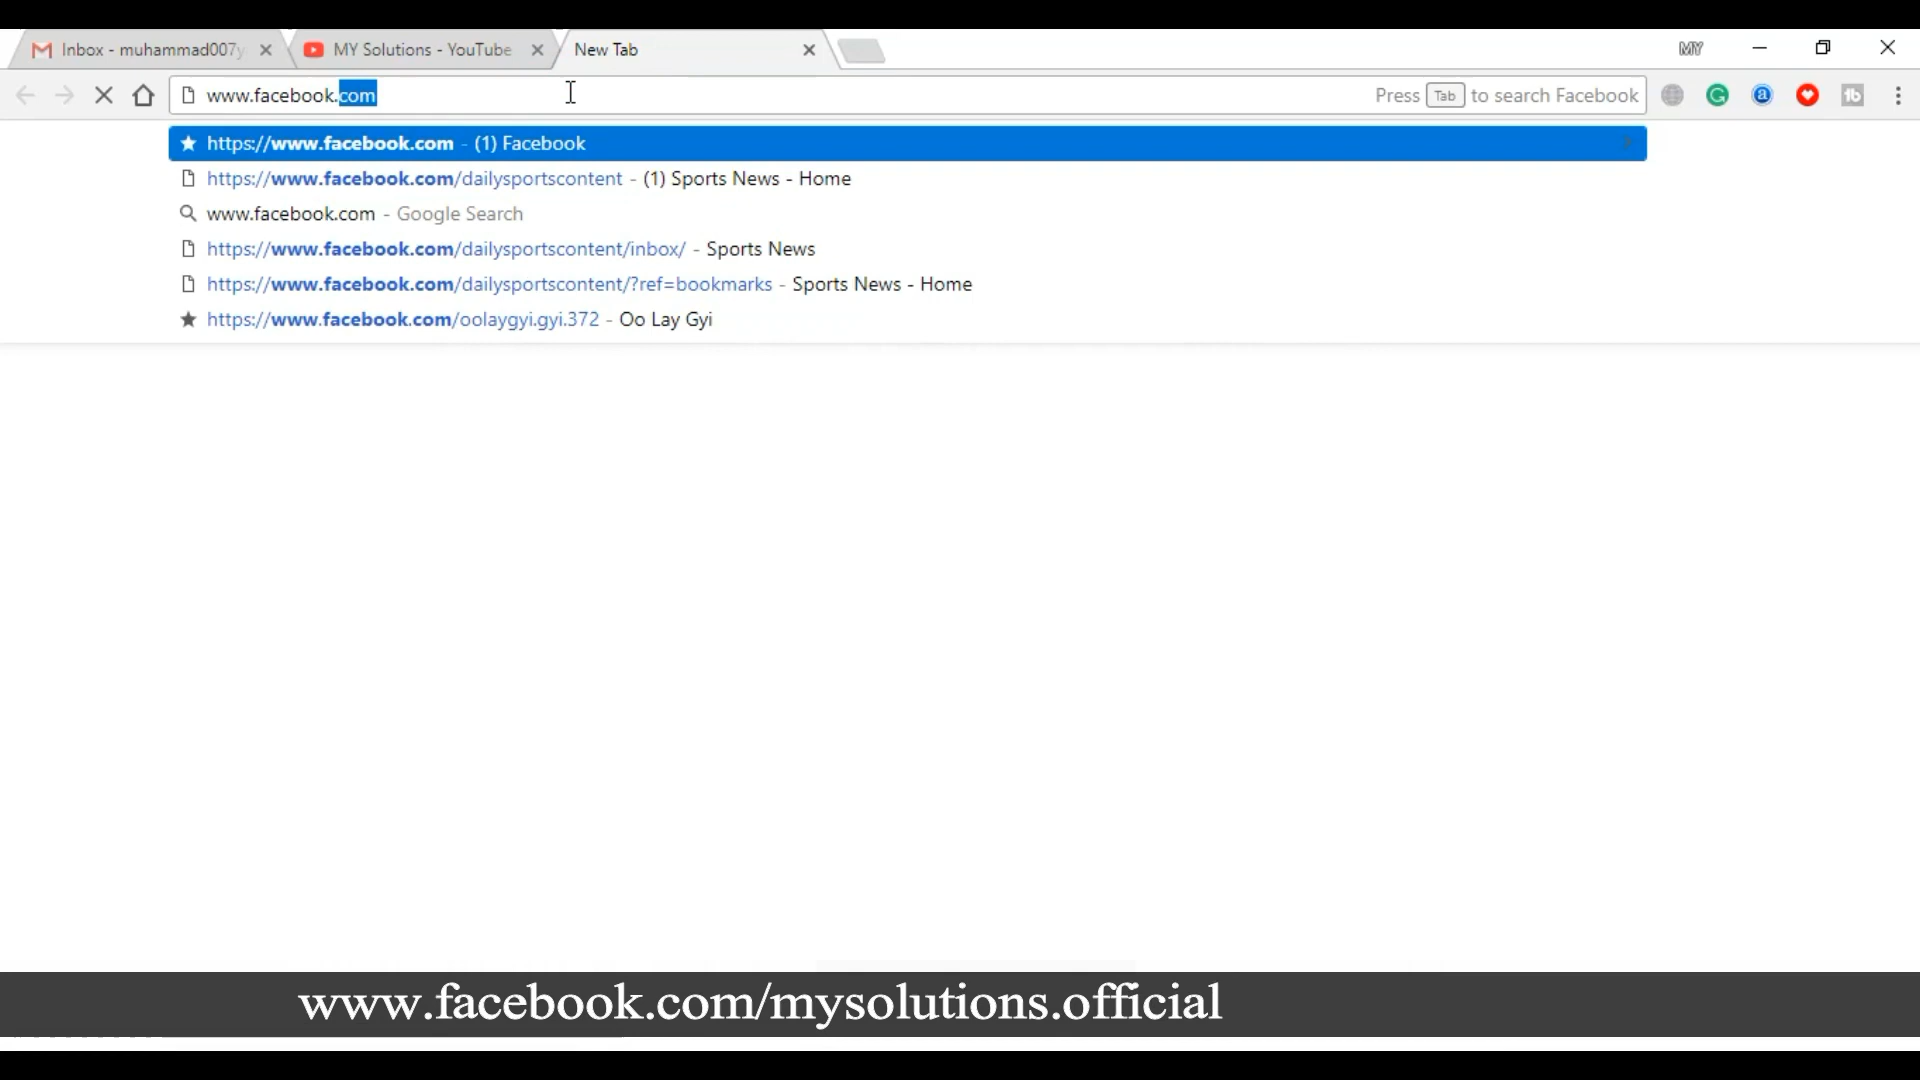 Inbox - muhammad007y
MY Solutions - YouTube
New Tab
MY
www.facebook.com
Press Tab to search Facebook
https://www.facebook.com - (1) Facebook
https://www.facebook.com/dailysportscontent - (1) Sports News - Home
www.facebook.com - Google Search
https://www.facebook.com/dailysportscontent/inbox/ - Sports News
https://www.facebook.com/dailysportscontent/?ref=bookmarks - Sports News - Home
https://www.facebook.com/oolaygyi.gyi.372 - Oo Lay Gyi
www.facebook.com/mysolutions.official